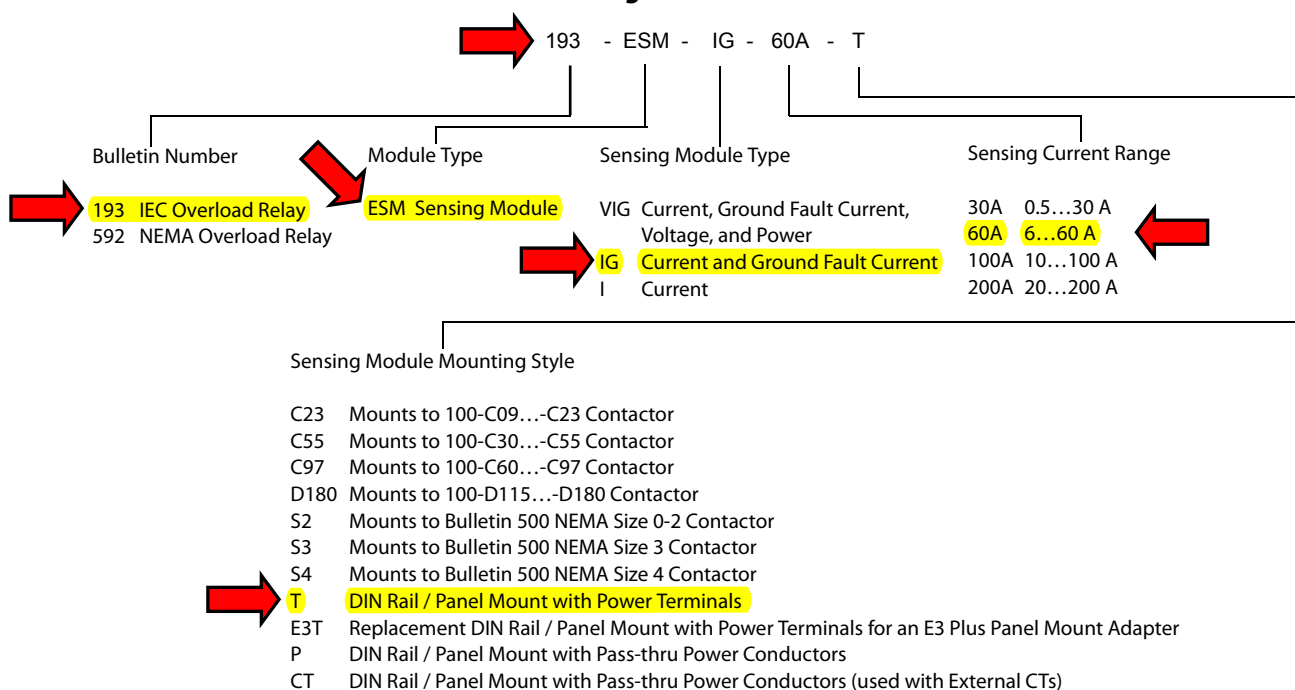 193 - ESM - IG - 60A - T
Bulletin Number
193 IEC Overload Relay
592 NEMA Overload Relay
Module Type
ESM Sensing Module
Sensing Module Type
VIG Current, Ground Fault Current,
Voltage, and Power
IG Current and Ground Fault Current
I Current
Sensing Current Range
30A 0.5…30 A
60A 6…60 A
100A 10…100 A
200A 20…200 A
Sensing Module Mounting Style
C23 Mounts to 100-C09…-C23 Contactor
C55 Mounts to 100-C30…-C55 Contactor
C97 Mounts to 100-C60…-C97 Contactor
D180 Mounts to 100-D115…-D180 Contactor
S2 Mounts to Bulletin 500 NEMA Size 0-2 Contactor
S3 Mounts to Bulletin 500 NEMA Size 3 Contactor
S4 Mounts to Bulletin 500 NEMA Size 4 Contactor
T DIN Rail / Panel Mount with Power Terminals
E3T Replacement DIN Rail / Panel Mount with Power Terminals for an E3 Plus Panel Mount Adapter
P DIN Rail / Panel Mount with Pass-thru Power Conductors
CT DIN Rail / Panel Mount with Pass-thru Power Conductors (used with External CTs)